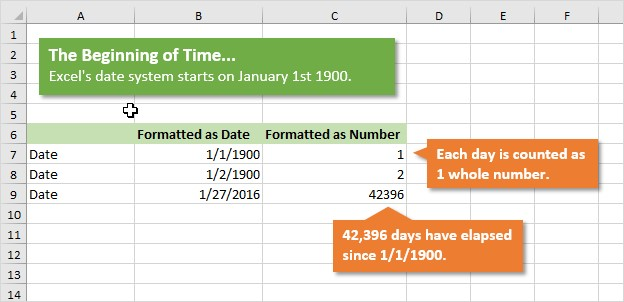 A B C D E F
1
2
The Beginning of Time...
3
Excel's date system starts on January 1st 1900.
4
5
6 Formatted as Date Formatted as Number
7 Date 1/1/1900 1
Each day is counted as
1 whole number.
8 Date 1/2/1900 2
9 Date 1/27/2016 42396
10
11
42,396 days have elapsed
since 1/1/1900.
12
13
14